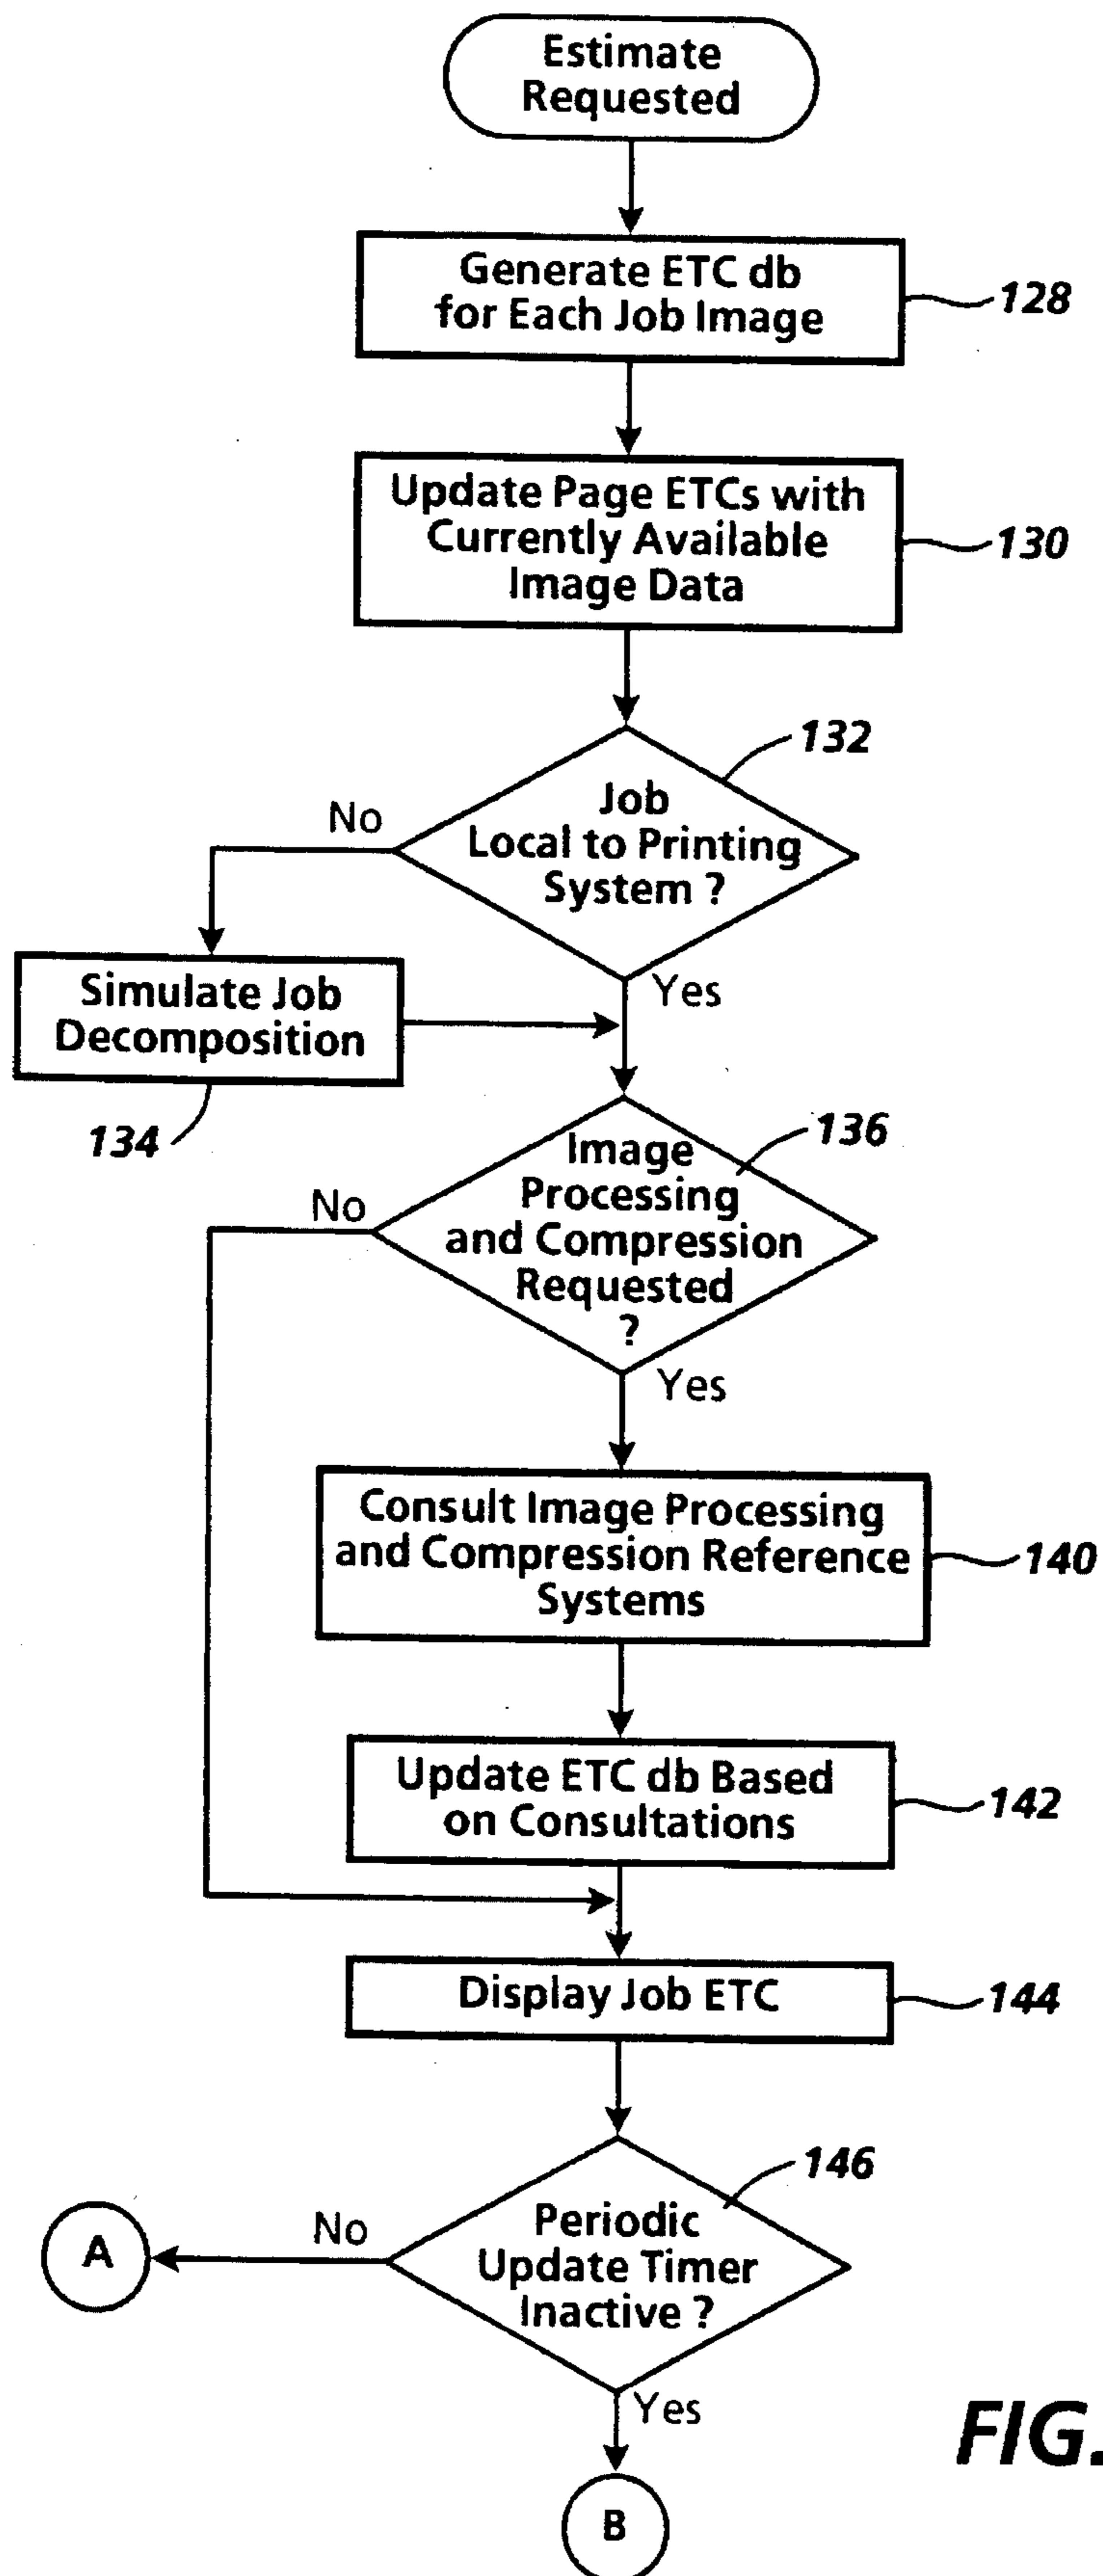 Estimate
Requested
Generate ETC db
for Each Job Image
128
Update Page ETCs with
Currently Available
Image Data
130
132
Job
Local to Printing
System ?
No
Yes
Simulate Job
Decomposition
134
136
Image
Processing
and Compression
Requested
?
No
Yes
Consult Image Processing
and Compression Reference
Systems
140
Update ETC db Based
on Consultations
142
Display Job ETC
144
146
Periodic
Update Timer
Inactive ?
No
A
Yes
B
FIG.